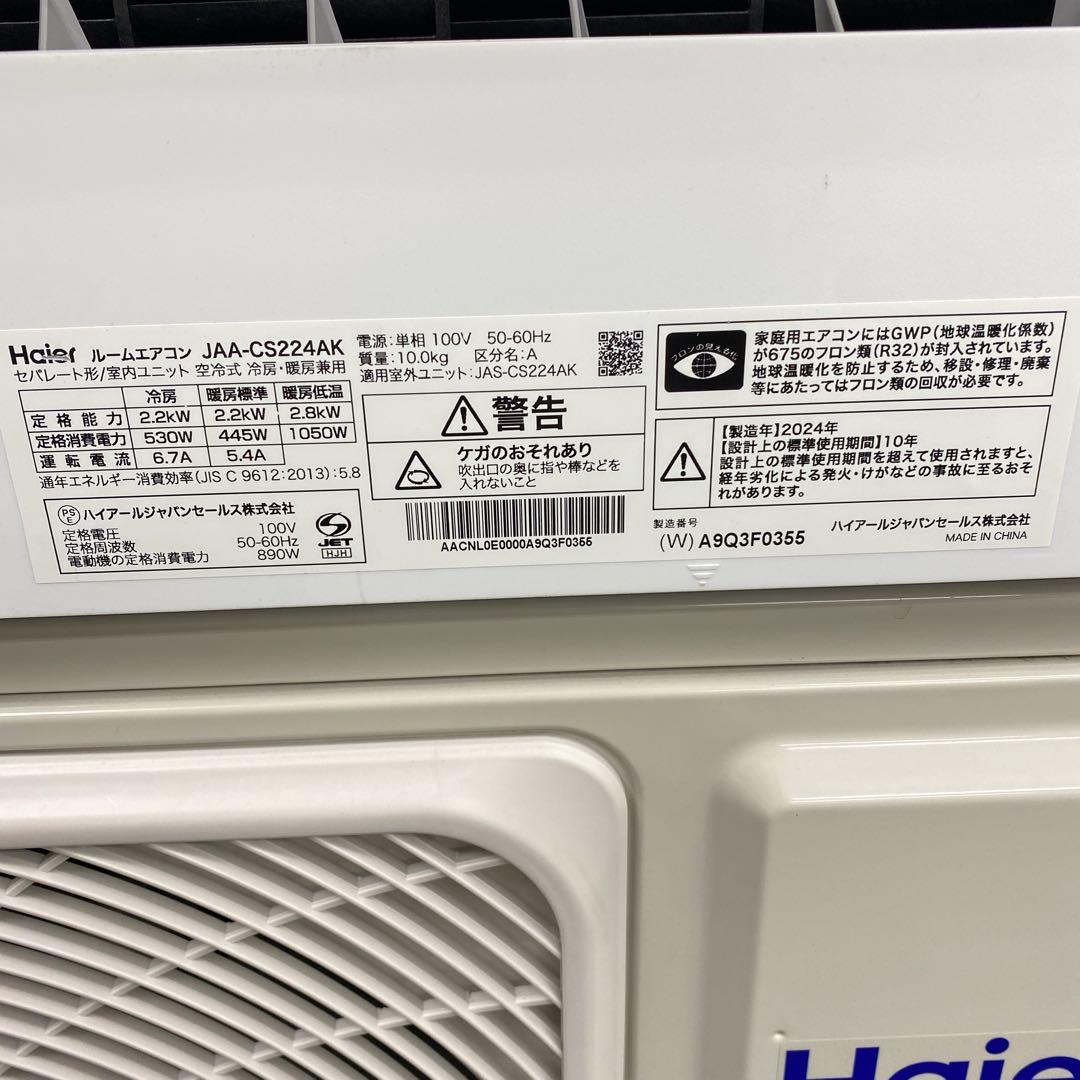 Haier ルームエアコン JAA-CS224AK
セパレート形/室内ユニット 空冷式 冷房・暖房兼用
冷房 暖房標準 暖房低温
定格能力 2.2kW 2.2kW 2.8kW
定格消費電力 530W 445W 1050W
運転電流 6.7A 5.4A
通年エネルギー消費効率(JIS C 9612:2013):5.8
PS E ハイアールジャパンセールス株式会社
定格電圧 100V
定格周波数 50-60Hz
電動機の定格消費電力 890W
JET
HJH
電源:単相 100V 50-60Hz
質量:10.0kg 区分名:A
適用室外ユニット:JAS-CS224AK
警告
ケガのおそれあり
吹出口の奥に指や棒などを
入れないこと
AACNL0E0000A9Q3F0355
フロンの見える化
家庭用エアコンにはGWP(地球温暖化係数)
が675のフロン類(R32)が封入されています。
地球温暖化を防止するため、移設・修理・廃棄
等にあたってはフロン類の回収が必要です。
【製造年】2024年
【設計上の標準使用期間】10年
設計上の標準使用期間を超えて使用されますと、
経年劣化による発火・けがなどの事故に至るおそ
れがあります。
製造番号
(W) A9Q3F0355
ハイアールジャパンセールス株式会社
MADE IN CHINA
Haie